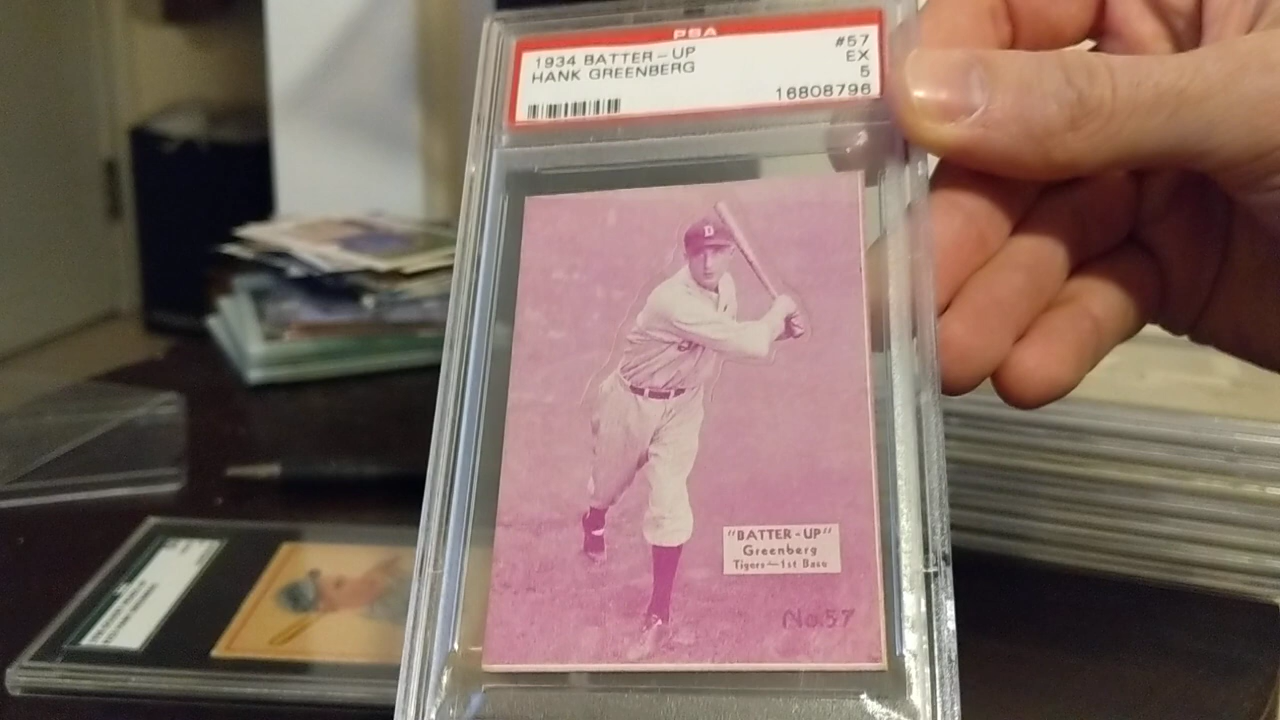 PSA
1934 BATTER-UP #57
HANK GREENBERG EX
5
16808796
D
"BATTER-UP"
Greenberg
Tigers—1st Base
No.57